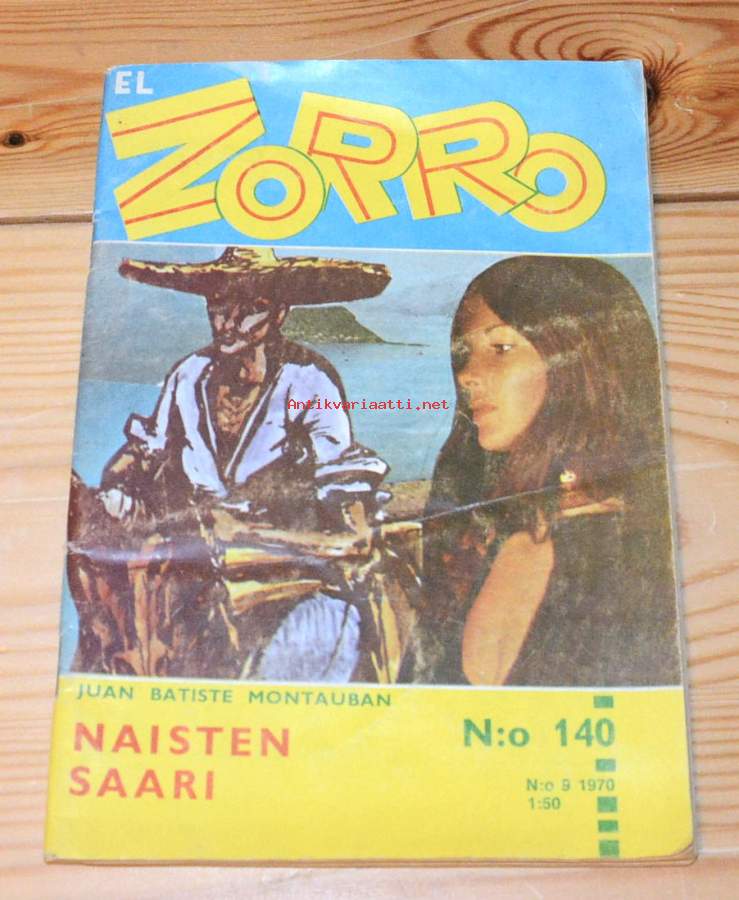 EL
ZORRO
Antikvariaatti.net
JUAN BATISTE MONTAUBAN
NAISTEN
SAARI
N:o 140
N:o 9 1970
1:50